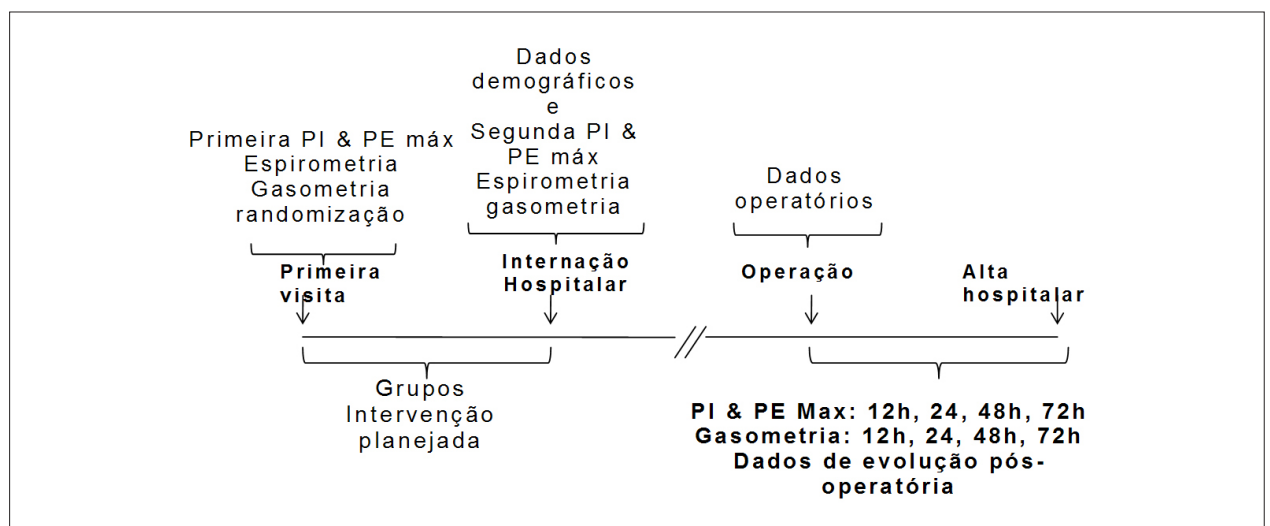 Primeira PI & PE máx
Espirometria
Gasometria
randomização
Primeira
visita
Dados
demográficos
e
Segunda PI &
PE máx
Espirometria
gasometria
Internação
Hospitalar
Dados
operatórios
Operação
Alta
hospitalar
Grupos
Intervenção
planejada
PI & PE Max: 12h, 24, 48h, 72h
Gasometria: 12h, 24, 48h, 72h
Dados de evolução pós-
operatória